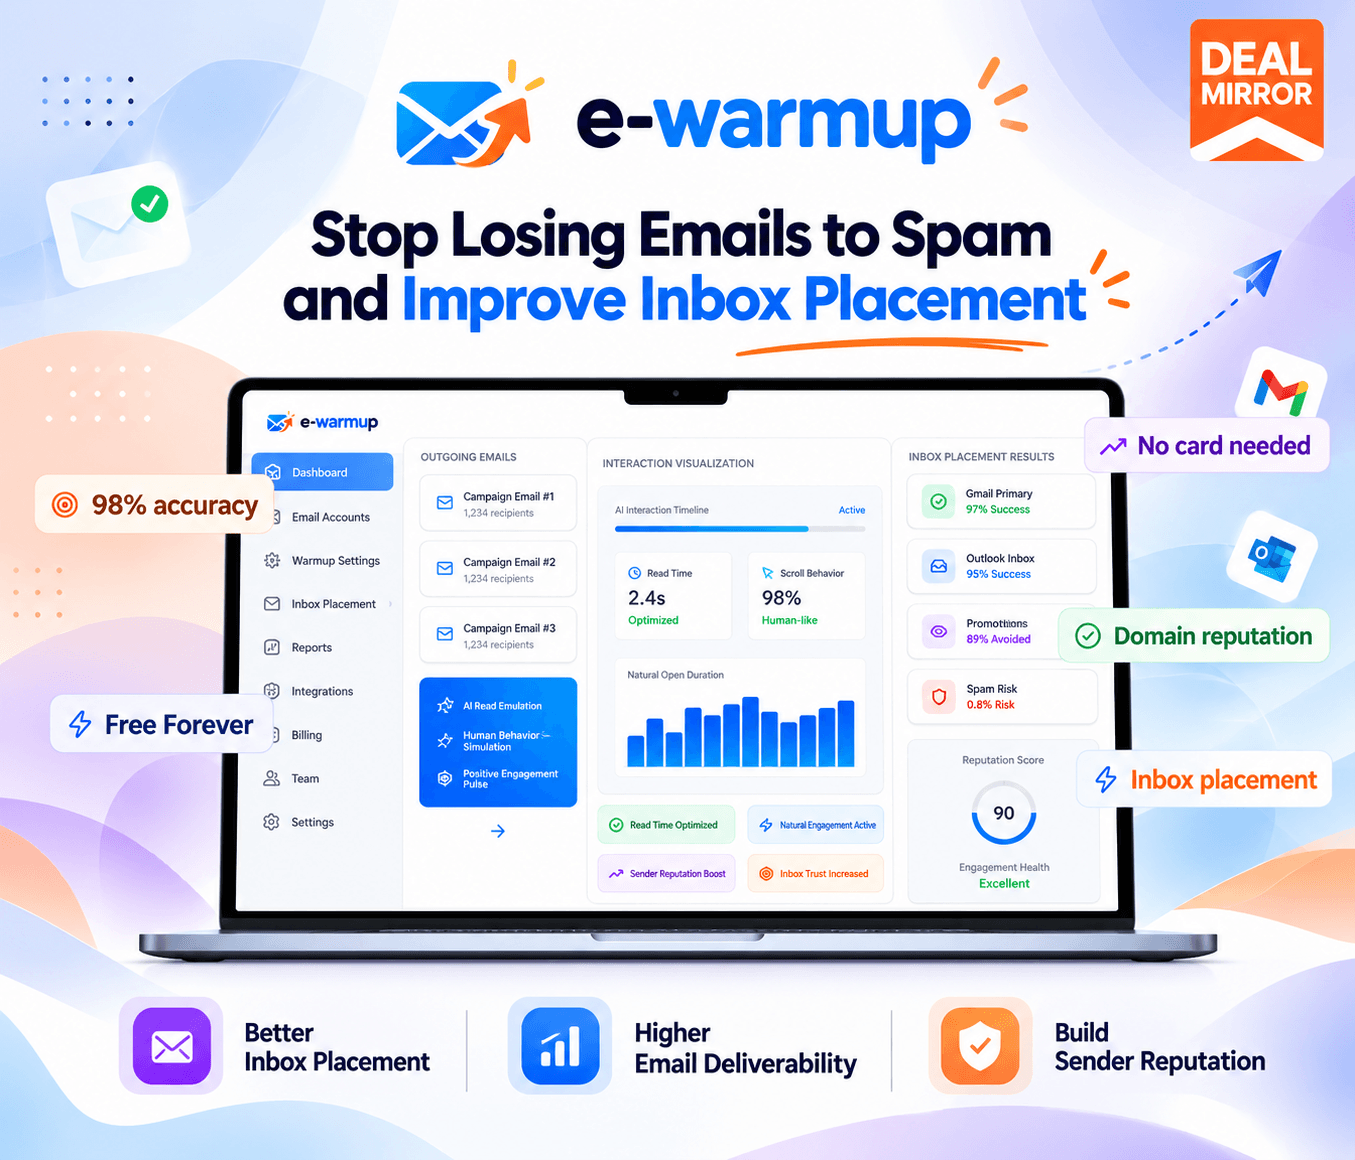 DEAL
MIRROR
e-warmup
Stop Losing Emails to Spam
and Improve Inbox Placement
e-warmup
Dashboard
Email Accounts
Warmup Settings
Inbox Placement
Reports
Integrations
Billing
Team
Settings
98% accuracy
Free Forever
OUTGOING EMAILS
Campaign Email #1
1,234 recipients
Campaign Email #2
1,234 recipients
Campaign Email #3
1,234 recipients
AI Read Emulation
Human Behavior
Simulation
Positive Engagement
Pulse
INTERACTION VISUALIZATION
AI Interaction Timeline
Active
Read Time
2.4s
Optimized
Scroll Behavior
98%
Human-like
Natural Open Duration
Read Time Optimized
Natural Engagement Active
Sender Reputation Boost
Inbox Trust Increased
INBOX PLACEMENT RESULTS
Gmail Primary
97% Success
Outlook Inbox
95% Success
Promotions
89% Avoided
Spam Risk
0.8% Risk
Reputation Score
90
Engagement Health
Excellent
No card needed
O
Domain reputation
Inbox placement
Better
Inbox Placement
Higher
Email Deliverability
Build
Sender Reputation